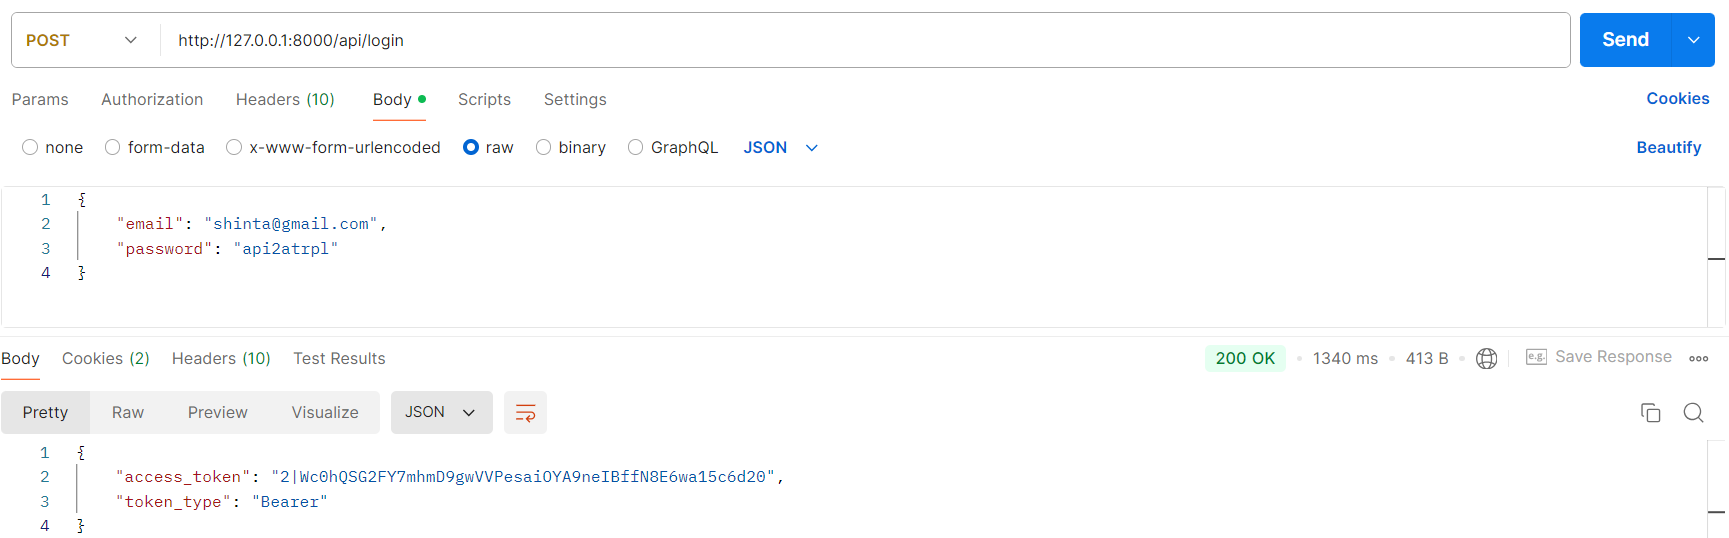 POST http://127.0.0.1:8000/api/login Send
Params Authorization Headers (10) Body Scripts Settings Cookies
none form-data x-www-form-urlencoded raw binary GraphQL JSON Beautify
1 {
2 "email": "shinta@gmail.com",
3 "password": "api2atrpl"
4 }
Body Cookies (2) Headers (10) Test Results 200 OK 1340 ms 413 B e.g. Save Response
Pretty Raw Preview Visualize JSON
1 {
2 "access_token": "2|Wc0hQSG2FY7mhmD9gwVVPesaiOYA9neIBffN8E6wa15c6d20",
3 "token_type": "Bearer"
4 }